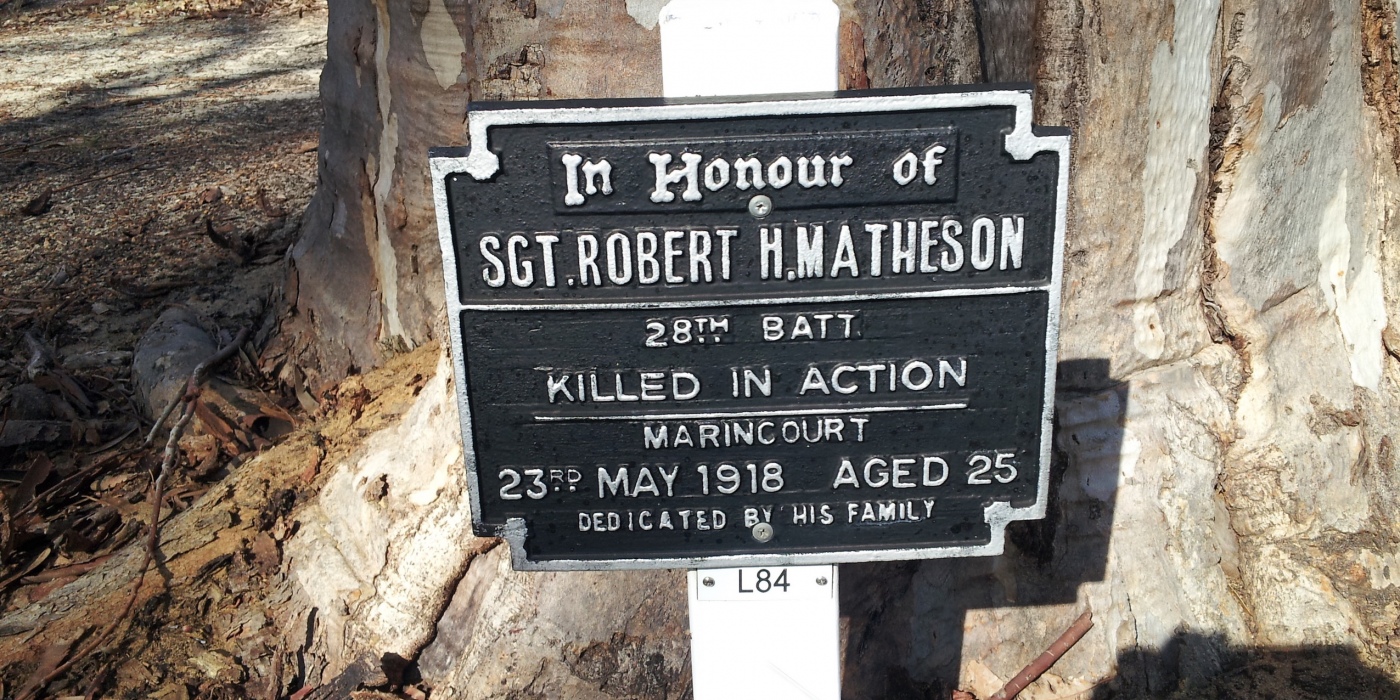 In Honour of
SGT. ROBERT H. MATHESON
28TH BATT.
KILLED IN ACTION
MARINCOURT
23RD MAY 1918 AGED 25
DEDICATED BY HIS FAMILY
L84